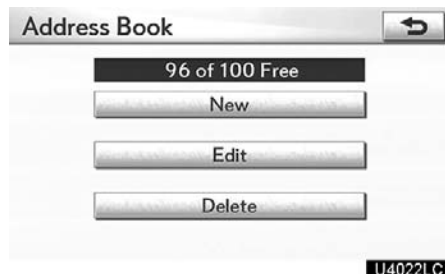 Address Book
96 of 100 Free
New
Edit
Delete
U4022LC